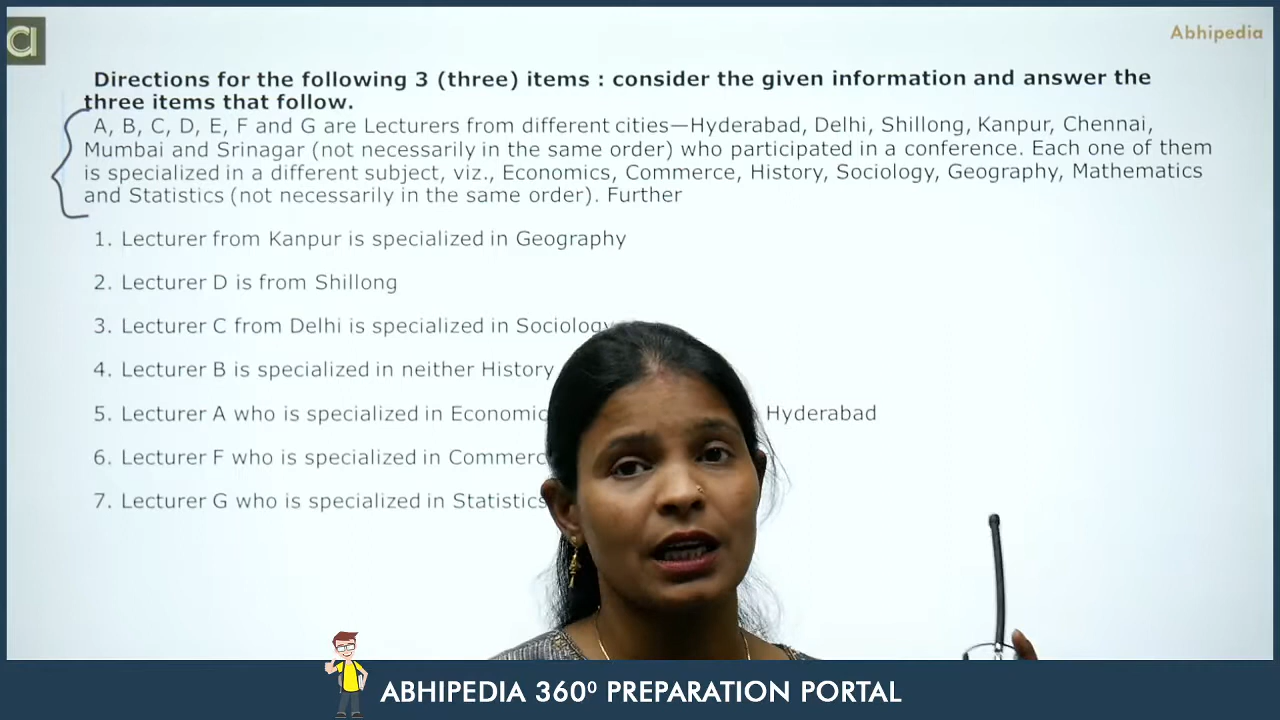 a
Abhipedia
Directions for the following 3 (three) items : consider the given information and answer the
three items that follow.
A, B, C, D, E, F and G are Lecturers from different cities—Hyderabad, Delhi, Shillong, Kanpur, Chennai,
Mumbai and Srinagar (not necessarily in the same order) who participated in a conference. Each one of them
is specialized in a different subject, viz., Economics, Commerce, History, Sociology, Geography, Mathematics
and Statistics (not necessarily in the same order). Further
1. Lecturer from Kanpur is specialized in Geography
2. Lecturer D is from Shillong
3. Lecturer C from Delhi is specialized in Sociology
4. Lecturer B is specialized in neither History
5. Lecturer A who is specialized in Economic Hyderabad
6. Lecturer F who is specialized in Commerc
7. Lecturer G who is specialized in Statistics
ABHIPEDIA 360⁰ PREPARATION PORTAL